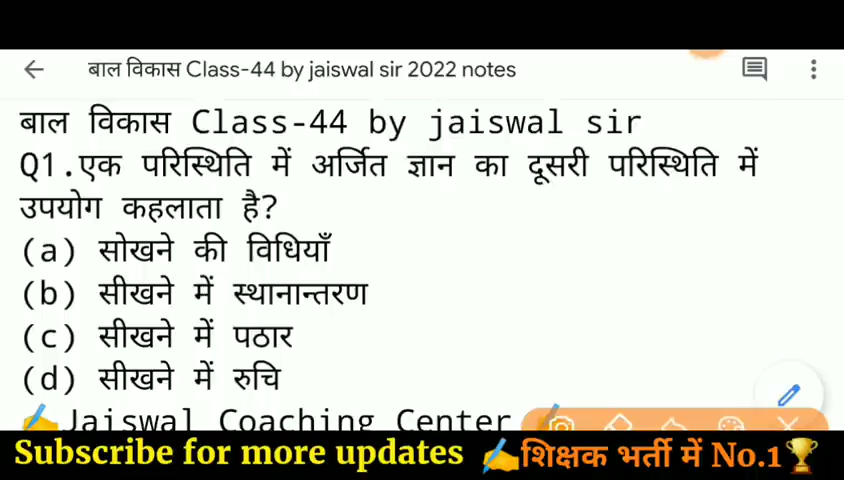 बाल विकास Class-44 by jaiswal sir 2022 notes
बाल विकास Class-44 by jaiswal sir
Q1.एक परिस्थिति में अर्जित ज्ञान का दूसरी परिस्थिति में
उपयोग कहलाता है?
(a) सोखने की विधियाँ
(b) सीखने में स्थानान्तरण
(c) सीखने में पठार
(d) सीखने में रुचि
✍️Jaiswal Coaching Center ✍️
Subscribe for more updates ✍️शिक्षक भर्ती में No.1🏆